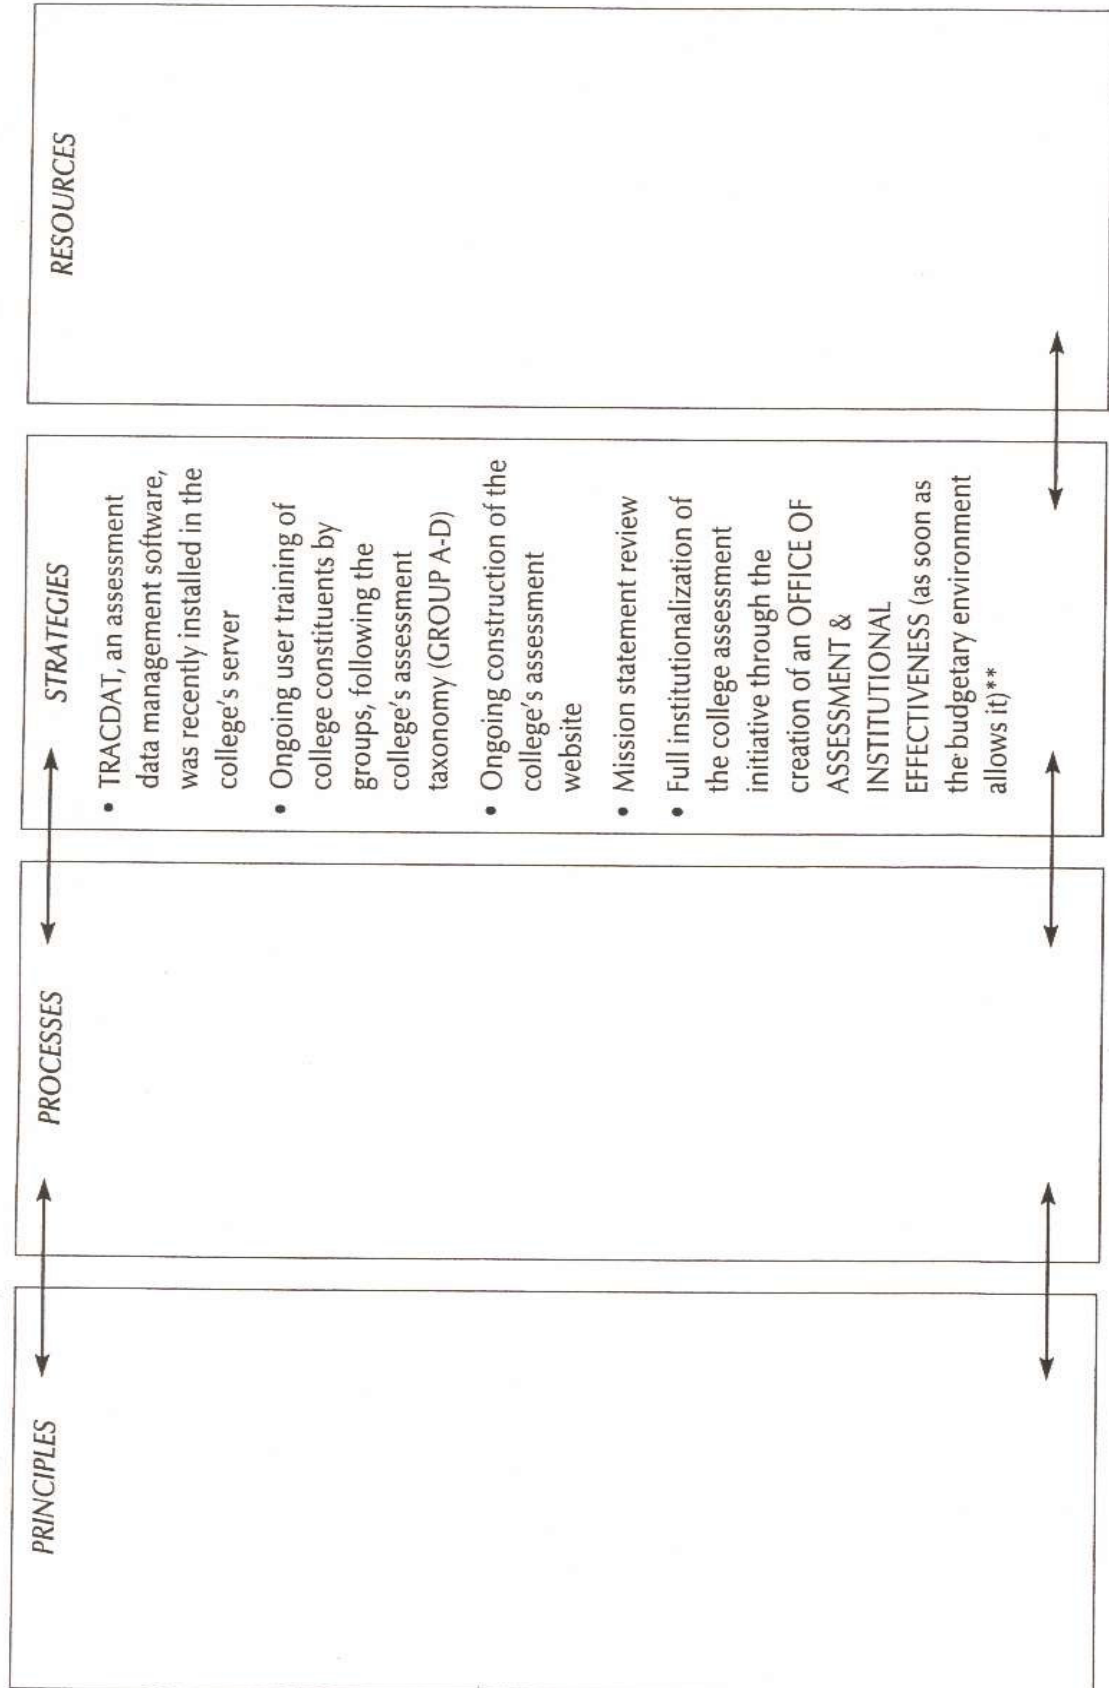 PRINCIPLES
PROCESSES
STRATEGIES
• TRACDAT, an assessment
data management software,
was recently installed in the
college's server
• Ongoing user training of
college constituents by
groups, following the
college's assessment
taxonomy (GROUP A-D)
• Ongoing construction of the
college's assessment
website
• Mission statement review
• Full institutionalization of
the college assessment
initiative through the
creation of an OFFICE OF
ASSESSMENT &
INSTITUTIONAL
EFFECTIVENESS (as soon as
the budgetary environment
allows it)**
RESOURCES